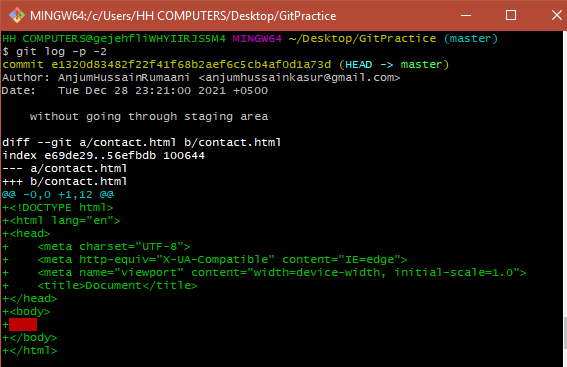 MINGW64:/c/Users/HH COMPUTERS/Desktop/GitPractice
HH COMPUTERS@gejehfliWHYIIRJS5M4 MINGW64 ~/Desktop/GitPractice (master)
$ git log -p -2
commit e1320d83482f22f41f68b2aef6c5cb4af0d1a73d (HEAD -> master)
Author: AnjumHussainRumani <anjumhussainkasur@gmail.com>
Date:   Tue Dec 28 23:21:00 2021 +0500

    without going through staging area

diff --git a/contact.html b/contact.html
index e69de29..56efbdb 100644
--- a/contact.html
+++ b/contact.html
@@ -0,0 +1,12 @@
+<!DOCTYPE html>
+<html lang="en">
+<head>
+    <meta charset="UTF-8">
+    <meta http-equiv="X-UA-Compatible" content="IE=edge">
+    <meta name="viewport" content="width=device-width, initial-scale=1.0">
+    <title>Document</title>
+</head>
+<body>
+
+</body>
+</html>